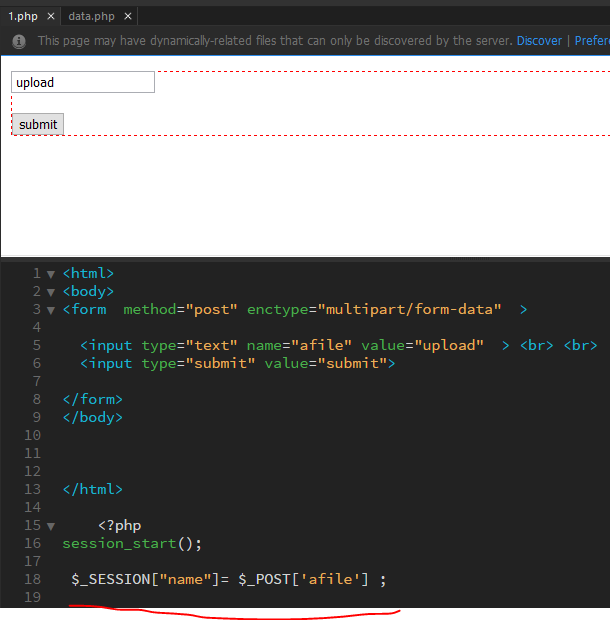 1.php × data.php ×
This page may have dynamically-related files that can only be discovered by the server. Discover | Prefer
upload
submit
1 <html>
2 <body>
3 <form  method="post" enctype="multipart/form-data"  >
4
5   <input type="text" name="afile" value="upload"  > <br> <br>
6   <input type="submit" value="submit">
7
8 </form>
9 </body>
10
11
12
13 </html>
14
15     <?php
16 session_start();
17
18  $_SESSION["name"]= $_POST['afile'] ;
19